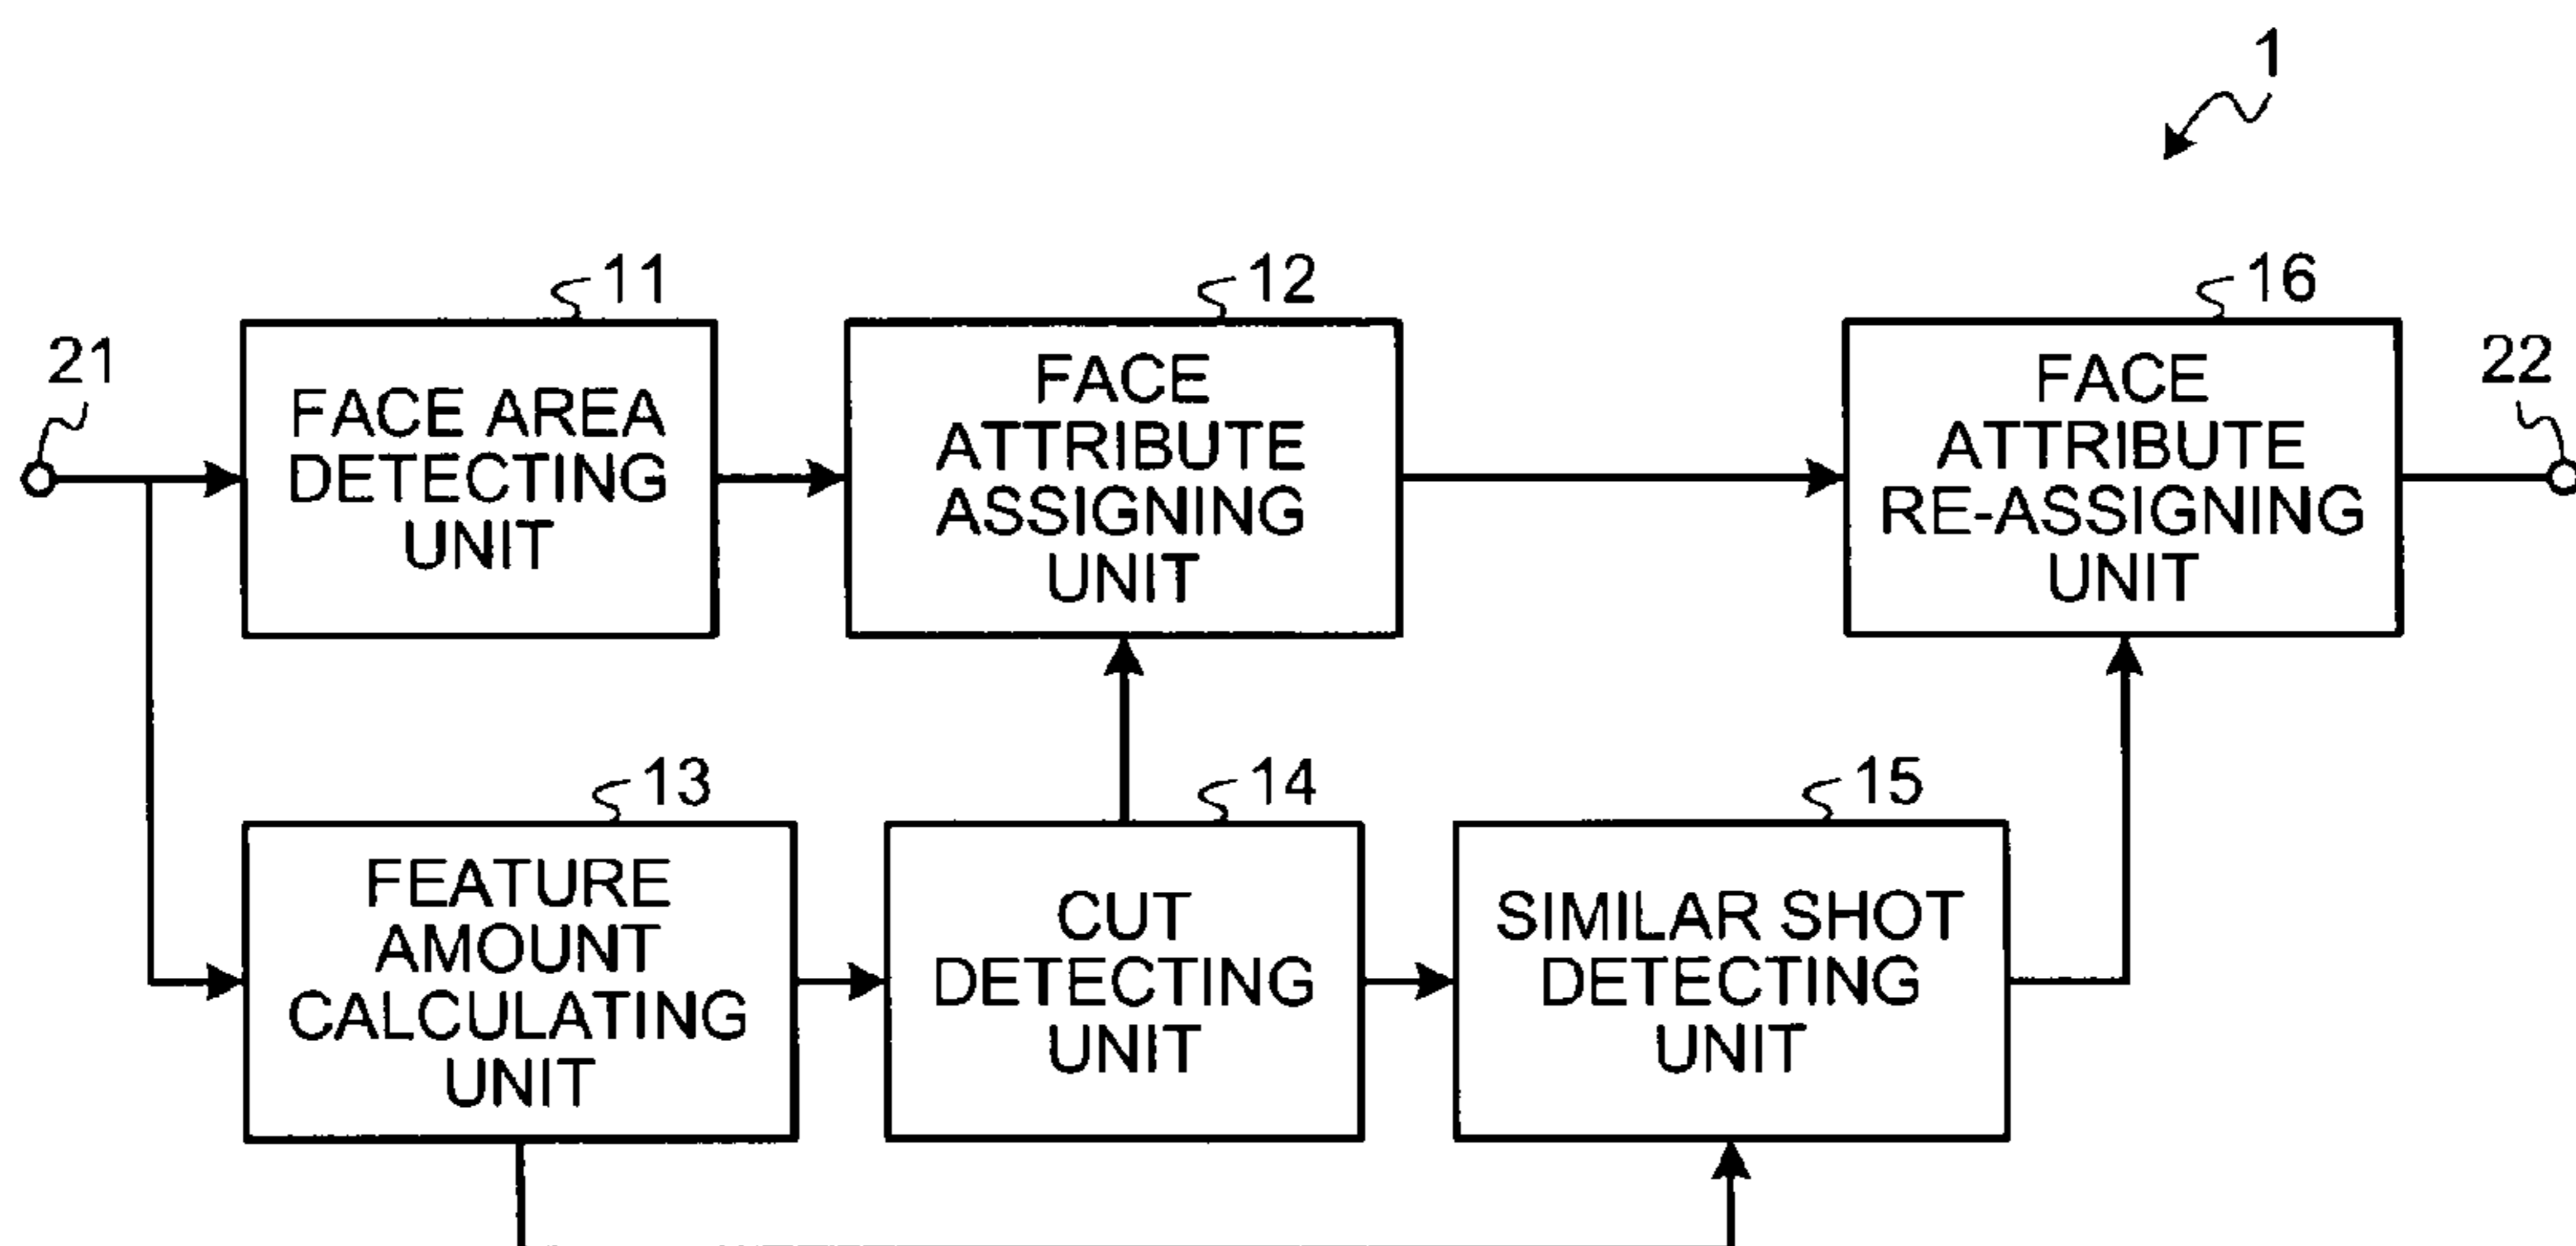 1
11
12
16
21
22
FACE AREA
DETECTING
UNIT
FACE
ATTRIBUTE
ASSIGNING
UNIT
FACE
ATTRIBUTE
RE-ASSIGNING
UNIT
13
14
15
FEATURE
AMOUNT
CALCULATING
UNIT
CUT
DETECTING
UNIT
SIMILAR SHOT
DETECTING
UNIT